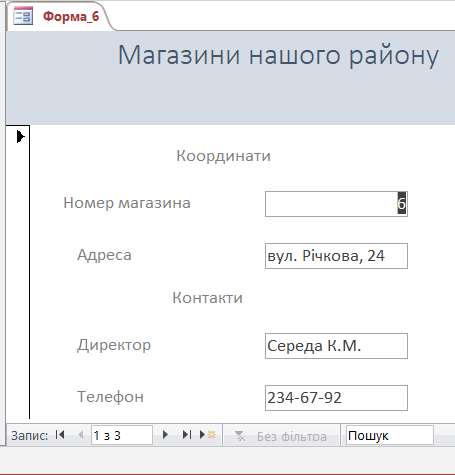 Форма_6
Магазини нашого району
Координати
Номер магазина 6
Адреса вул. Річкова, 24
Контакти
Директор Середа К.М.
Телефон 234-67-92
Запис: 1 з 3 Без фільтра Пошук